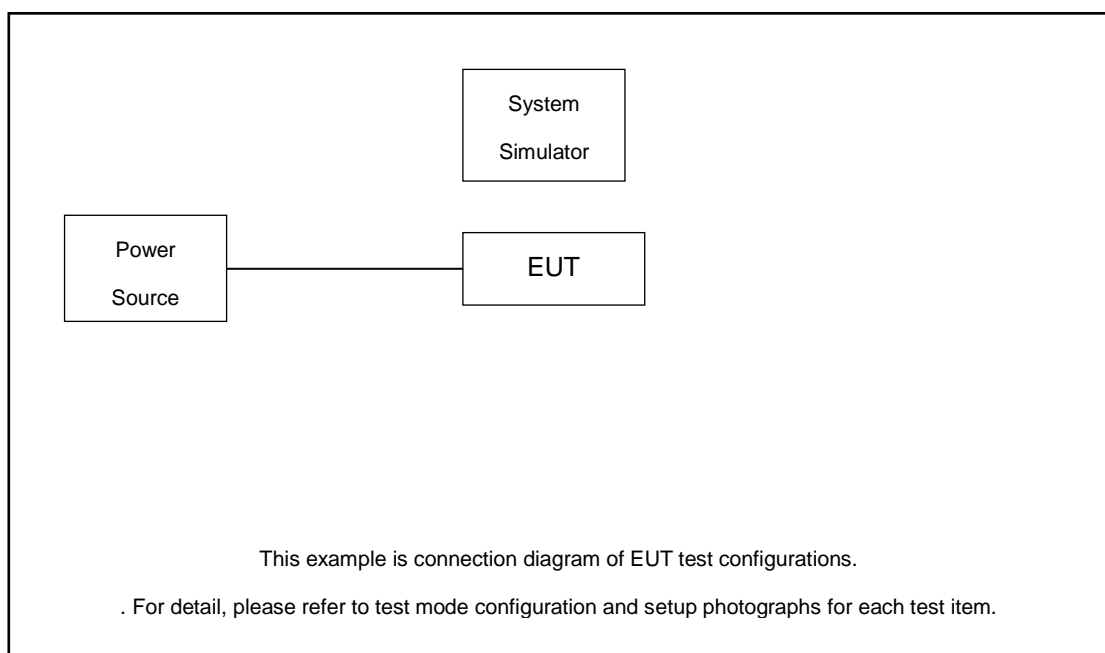 System
Simulator
Power
Source
EUT
This example is connection diagram of EUT test configurations.
. For detail, please refer to test mode configuration and setup photographs for each test item.